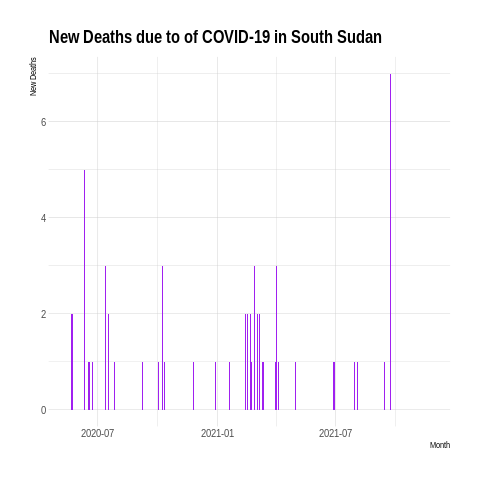 New Deaths due to of COVID-19 in South Sudan
New Deaths
6
4
2
0
2020-07 2021-01 2021-07
Month